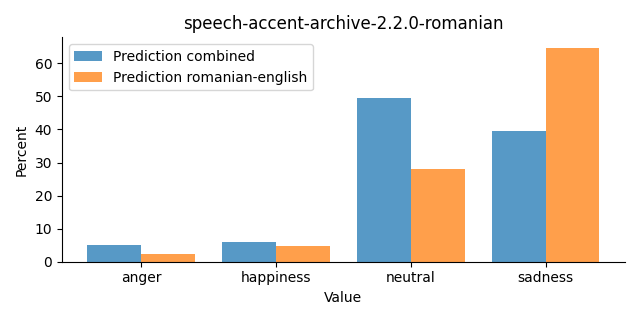 speech-accent-archive-2.2.0-romanian
Prediction combined
Prediction romanian-english
Percent
60
50
40
30
20
10
0
anger happiness neutral sadness
Value